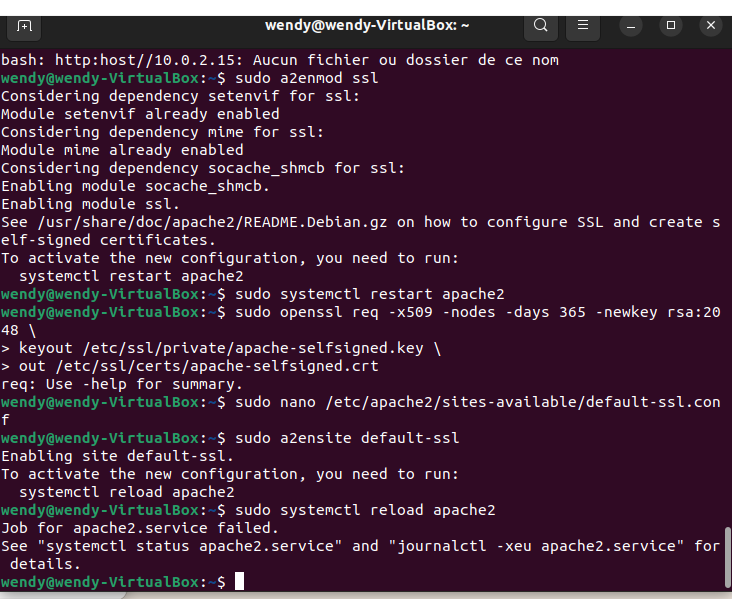 wendy@wendy-VirtualBox: ~
bash: http:host//10.0.2.15: Aucun fichier ou dossier de ce nom
wendy@wendy-VirtualBox:~$ sudo a2enmod ssl
Considering dependency setenvif for ssl:
Module setenvif already enabled
Considering dependency mime for ssl:
Module mime already enabled
Considering dependency socache_shmcb for ssl:
Enabling module socache_shmcb.
Enabling module ssl.
See /usr/share/doc/apache2/README.Debian.gz on how to configure SSL and create s
elf-signed certificates.
To activate the new configuration, you need to run:
  systemctl restart apache2
wendy@wendy-VirtualBox:~$ sudo systemctl restart apache2
wendy@wendy-VirtualBox:~$ sudo openssl req -x509 -nodes -days 365 -newkey rsa:20
48 \
> keyout /etc/ssl/private/apache-selfsigned.key \
> out /etc/ssl/certs/apache-selfsigned.crt
req: Use -help for summary.
wendy@wendy-VirtualBox:~$ sudo nano /etc/apache2/sites-available/default-ssl.con
f
wendy@wendy-VirtualBox:~$ sudo a2ensite default-ssl
Enabling site default-ssl.
To activate the new configuration, you need to run:
  systemctl reload apache2
wendy@wendy-VirtualBox:~$ sudo systemctl reload apache2
Job for apache2.service failed.
See "systemctl status apache2.service" and "journalctl -xeu apache2.service" for
 details.
wendy@wendy-VirtualBox:~$